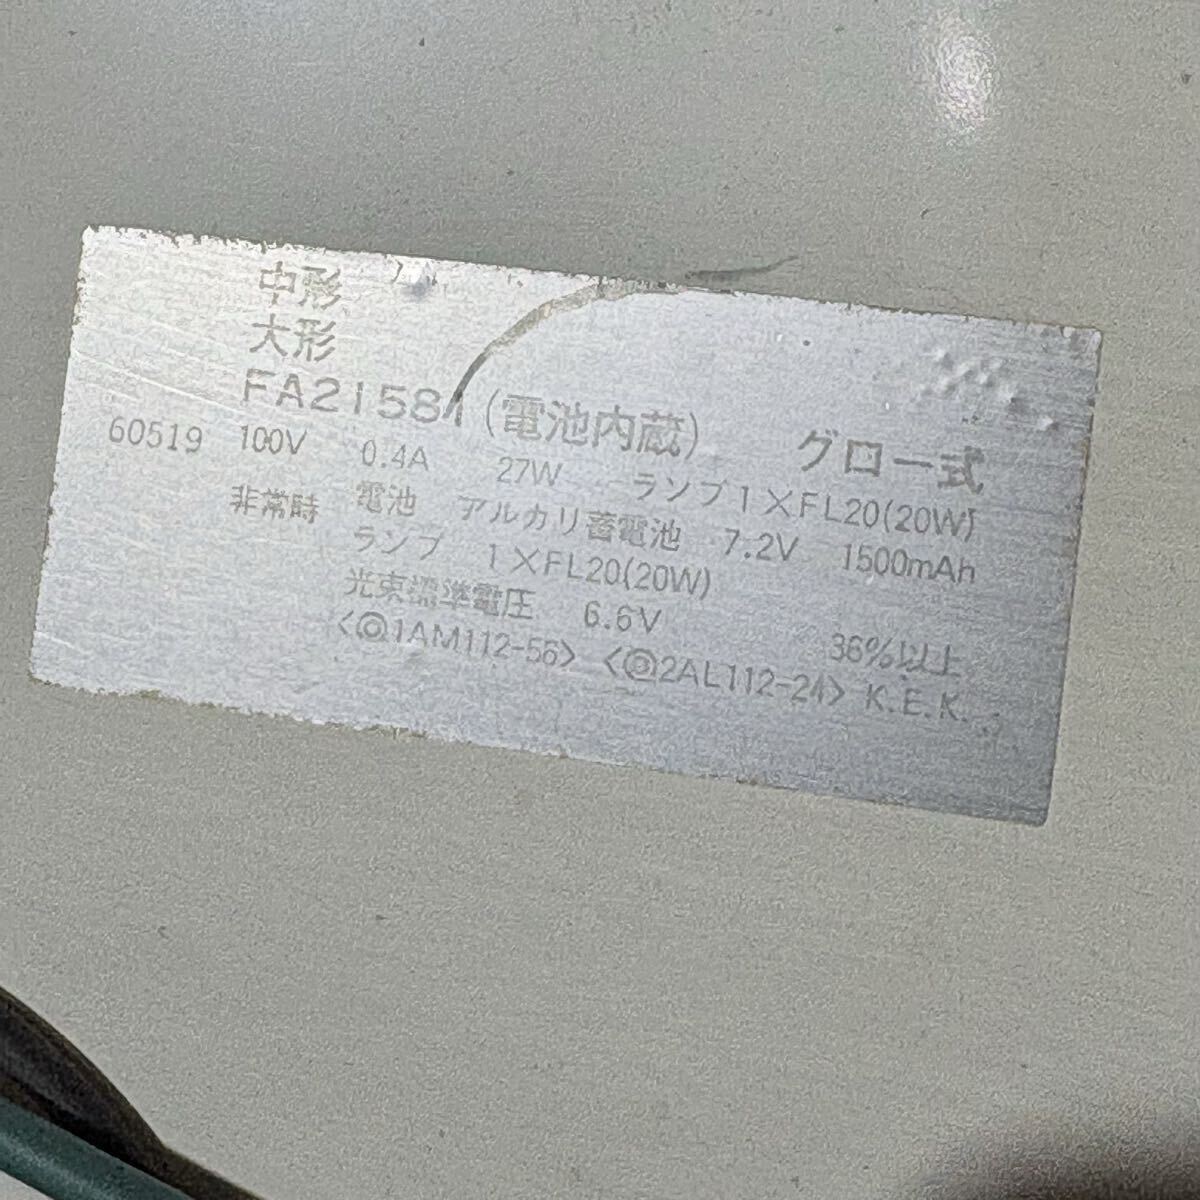 中形
大形
FA21581(電池内蔵) グロー式
60519 100V 0.4A 27W ランプ1×FL20(20W)
非常時 電池 アルカリ蓄電池 7.2V 1500mAh
ランプ 1×FL20(20W)
光束標準電圧 6.6V 36%以上
<◎1AM112-56> <◎2AL112-24> K.E.K.